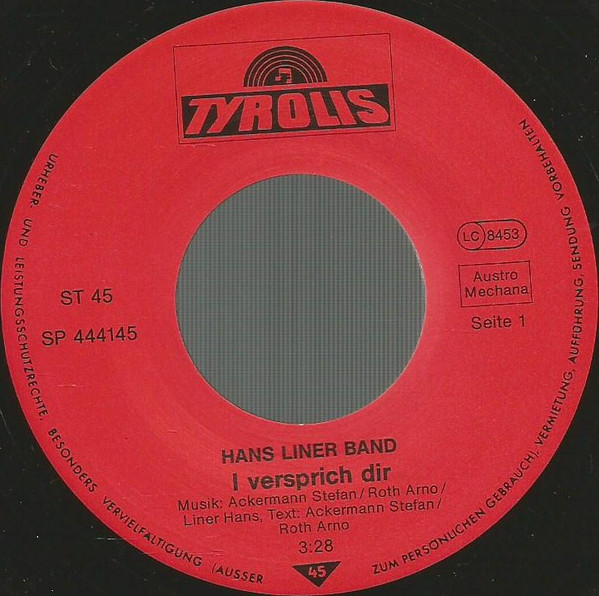 TYROLIS
URHEBER- UND LEISTUNGSSCHUTZRECHTE, BESONDERS VERVIELFÄLTIGUNG (AUSSER ZUM PERSÖNLICHEN GEBRAUCH), VERMIETUNG, AUFFÜHRUNG, SENDUNG VORBEHALTEN
LC 8453
Austro
Mechana
Seite 1
ST 45
SP 444145
HANS LINER BAND
I versprich dir
Musik: Ackermann Stefan/Roth Arno/
Liner Hans, Text: Ackermann Stefan/
Roth Arno
3:28
45